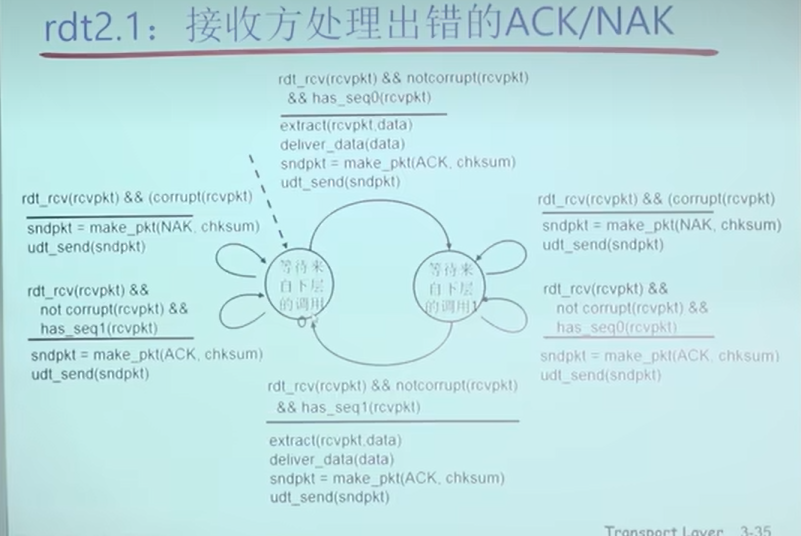 rdt2.1：接收方处理出错的ACK/NAK
rdt_rcv(rcvpkt) && notcorrupt(rcvpkt)
&& has_seq0(rcvpkt)
extract(rcvpkt,data)
deliver_data(data)
sndpkt = make_pkt(ACK, chksum)
udt_send(sndpkt)
rdt_rcv(rcvpkt) && (corrupt(rcvpkt)
sndpkt = make_pkt(NAK, chksum)
udt_send(sndpkt)
rdt_rcv(rcvpkt) &&
not corrupt(rcvpkt) &&
has_seq1(rcvpkt)
sndpkt = make_pkt(ACK, chksum)
udt_send(sndpkt)
等待来
自下层
的调用
0
等待来
自下层
的调用1
rdt_rcv(rcvpkt) && (corrupt(rcvpkt)
sndpkt = make_pkt(NAK, chksum)
udt_send(sndpkt)
rdt_rcv(rcvpkt) &&
not corrupt(rcvpkt) &&
has_seq0(rcvpkt)
sndpkt = make_pkt(ACK, chksum)
udt_send(sndpkt)
rdt_rcv(rcvpkt) && notcorrupt(rcvpkt)
&& has_seq1(rcvpkt)
extract(rcvpkt,data)
deliver_data(data)
sndpkt = make_pkt(ACK, chksum)
udt_send(sndpkt)
Transport Layer 3-35